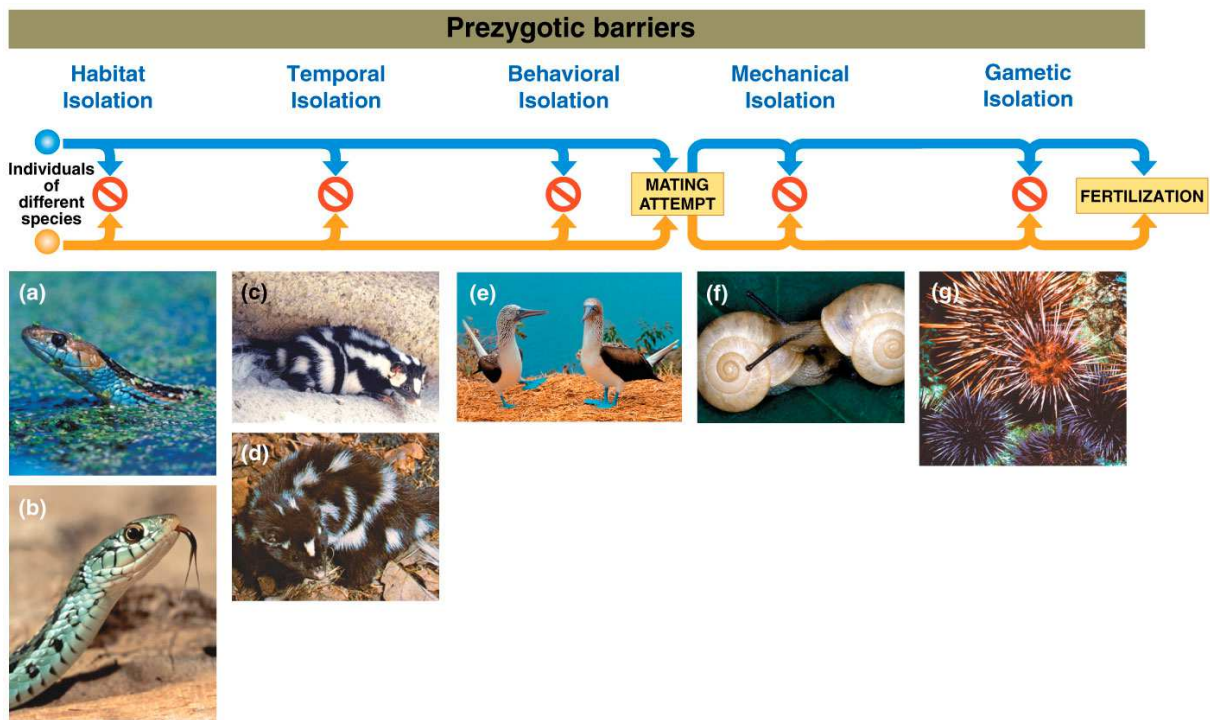 Prezygotic barriers
Habitat
Isolation
Temporal
Isolation
Behavioral
Isolation
Mechanical
Isolation
Gametic
Isolation
Individuals
of
different
species
MATING
ATTEMPT
FERTILIZATION
(a)
(c)
(e)
(f)
(g)
(d)
(b)